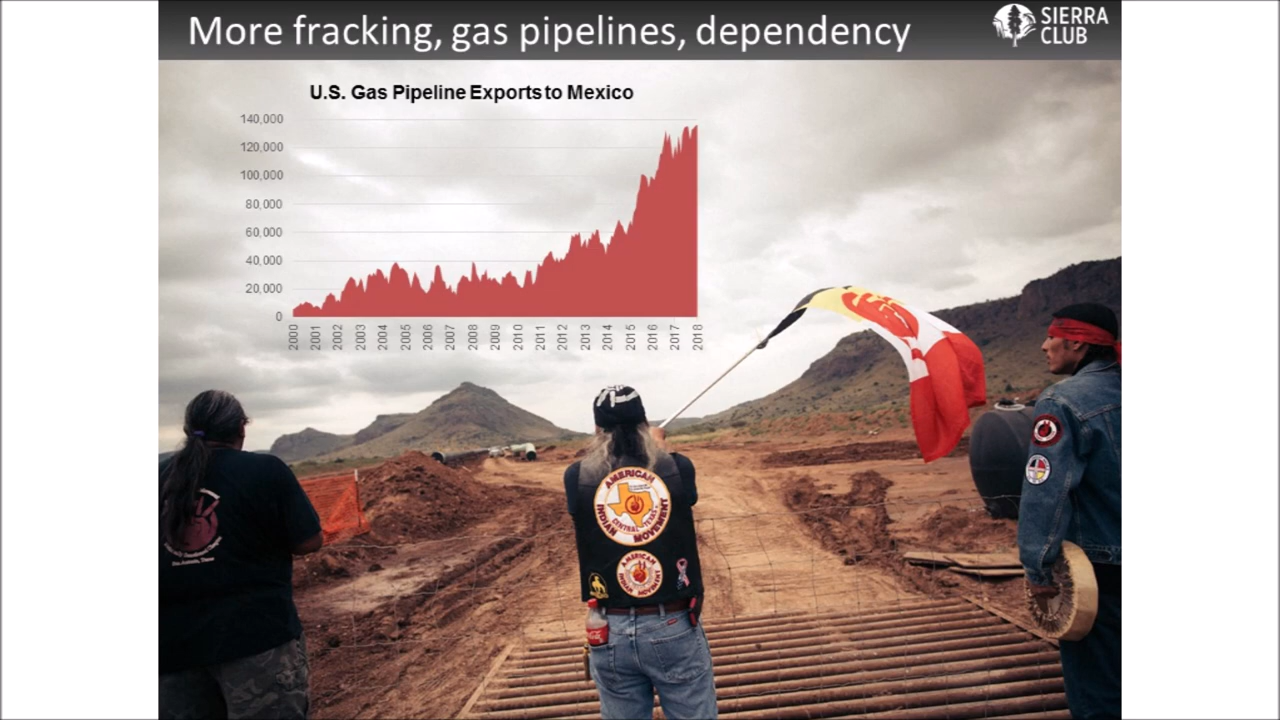 More fracking, gas pipelines, dependency
SIERRA
CLUB
U.S. Gas Pipeline Exports to Mexico
140,000
120,000
100,000
80,000
60,000
40,000
20,000
0
2000
2001
2002
2003
2004
2005
2006
2007
2008
2009
2010
2011
2012
2013
2014
2015
2016
2017
2018
AMERICAN
INDIAN
CENTRAL TEXAS
MOVEMENT
AMERICAN
INDIAN MOVEMENT